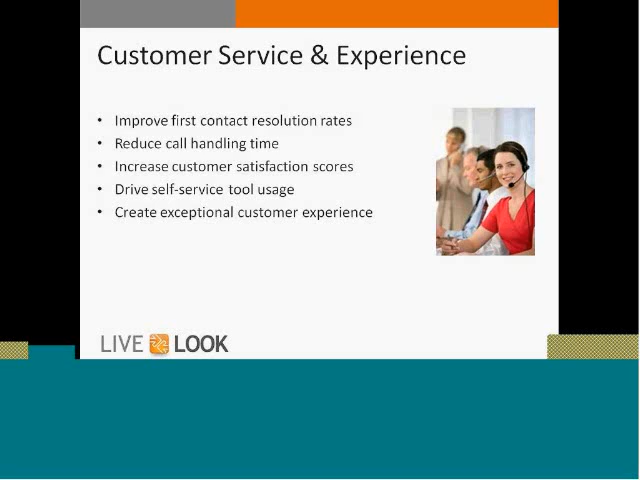 Customer Service & Experience
• Improve first contact resolution rates
• Reduce call handling time
• Increase customer satisfaction scores
• Drive self-service tool usage
• Create exceptional customer experience
LIVE LOOK